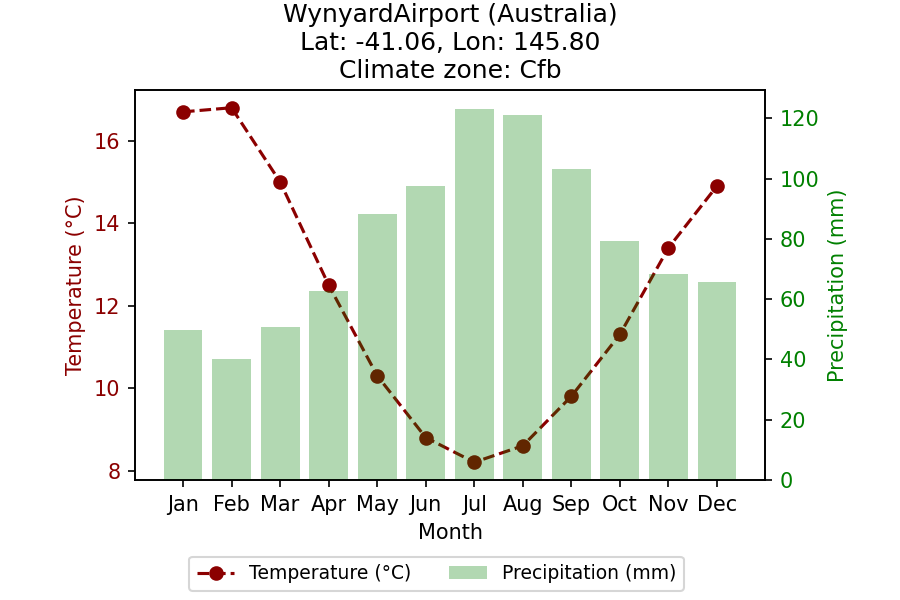 WynyardAirport (Australia)
Lat: -41.06, Lon: 145.80
Climate zone: Cfb
Temperature (°C)
16
14
12
10
8
120
100
80
60
40
20
0
Precipitation (mm)
Jan Feb Mar Apr May Jun Jul Aug Sep Oct Nov Dec
Month
Temperature (°C) Precipitation (mm)